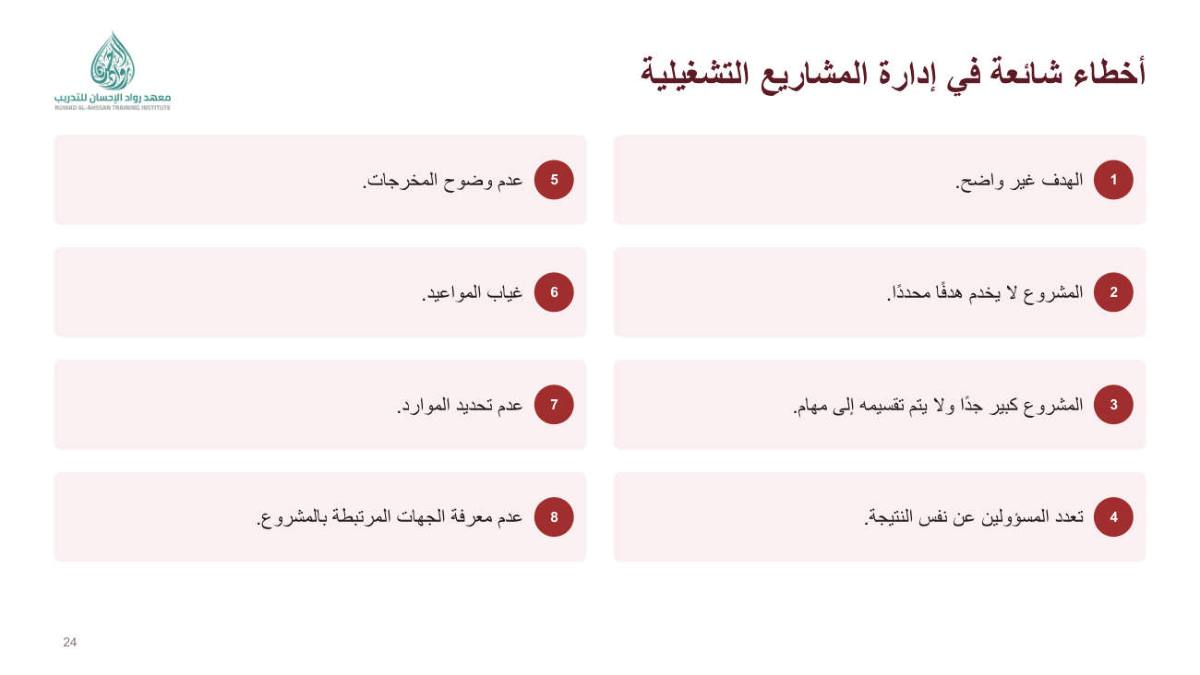 أخطاء شائعة في إدارة المشاريع التشغيلية
معهد رواد الإحسان للتدريب
RUWAD AL-AHSSAN TRAINING INSTITUTE
1 الهدف غير واضح.
2 المشروع لا يخدم هدفًا محددًا.
3 المشروع كبير جدًا ولا يتم تقسيمه إلى مهام.
4 تعدد المسؤولين عن نفس النتيجة.
5 عدم وضوح المخرجات.
6 غياب المواعيد.
7 عدم تحديد الموارد.
8 عدم معرفة الجهات المرتبطة بالمشروع.
24